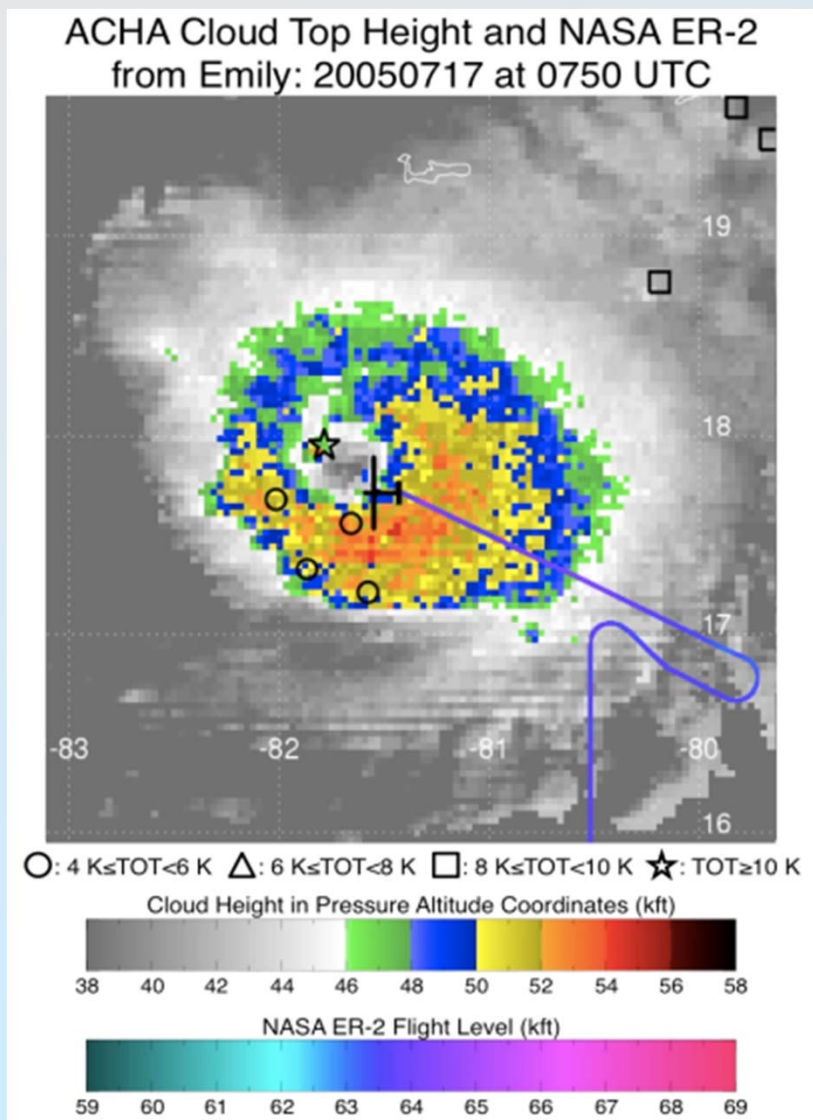 ACHA Cloud Top Height and NASA ER-2
from Emily: 20050717 at 0750 UTC
19
18
17
-83 -82 -81 -80
16
○: 4 K≤TOT<6 K △: 6 K≤TOT<8 K □: 8 K≤TOT<10 K ☆: TOT≥10 K
Cloud Height in Pressure Altitude Coordinates (kft)
38 40 42 44 46 48 50 52 54 56 58
NASA ER-2 Flight Level (kft)
59 60 61 62 63 64 65 66 67 68 69